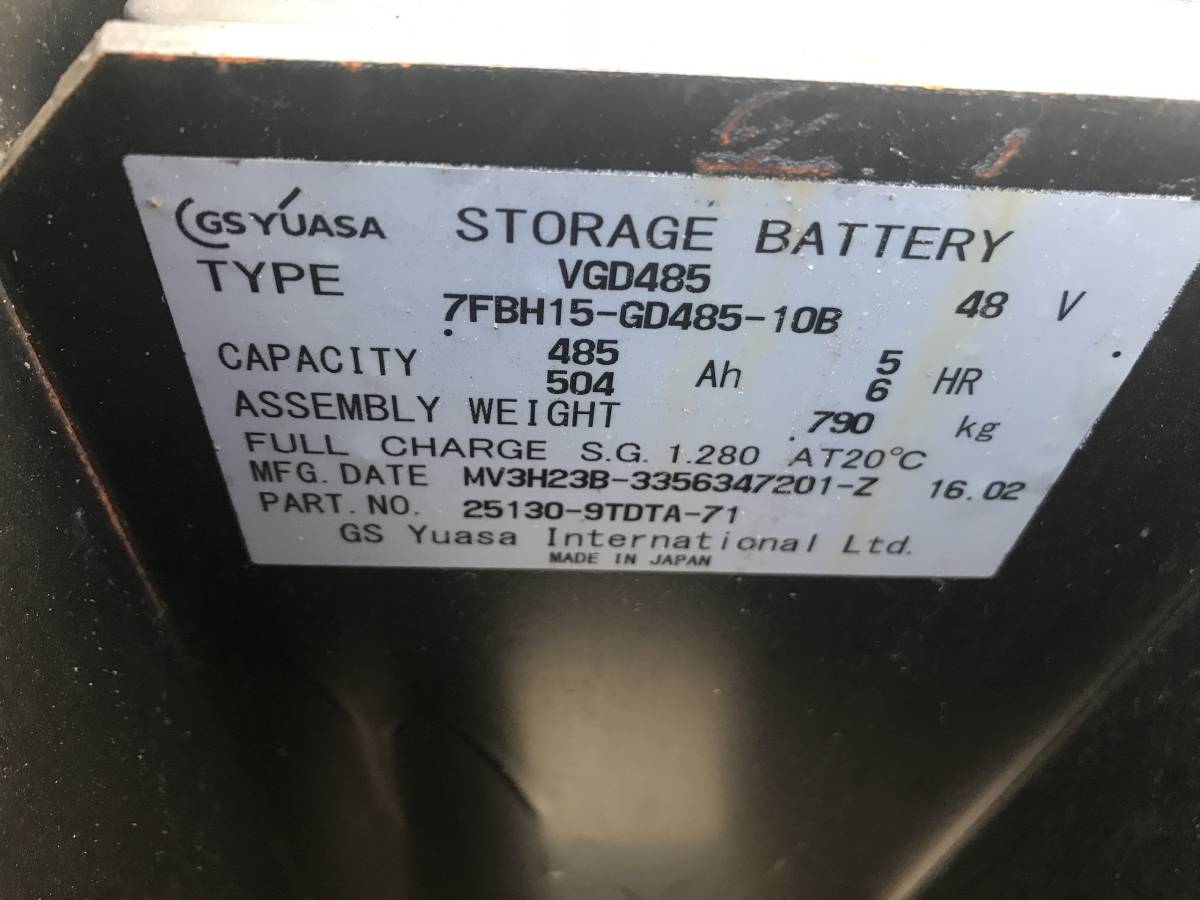 GS YUASA STORAGE BATTERY
TYPE VGD485
7FBH15-GD485-10B 48 V
CAPACITY 485 Ah 5 HR
504 6
ASSEMBLY WEIGHT 790 kg
FULL CHARGE S.G. 1.280 AT20°C
MFG. DATE MV3H23B-3356347201-Z 16.02
PART. NO. 25130-9TDTA-71
GS Yuasa International Ltd.
MADE IN JAPAN